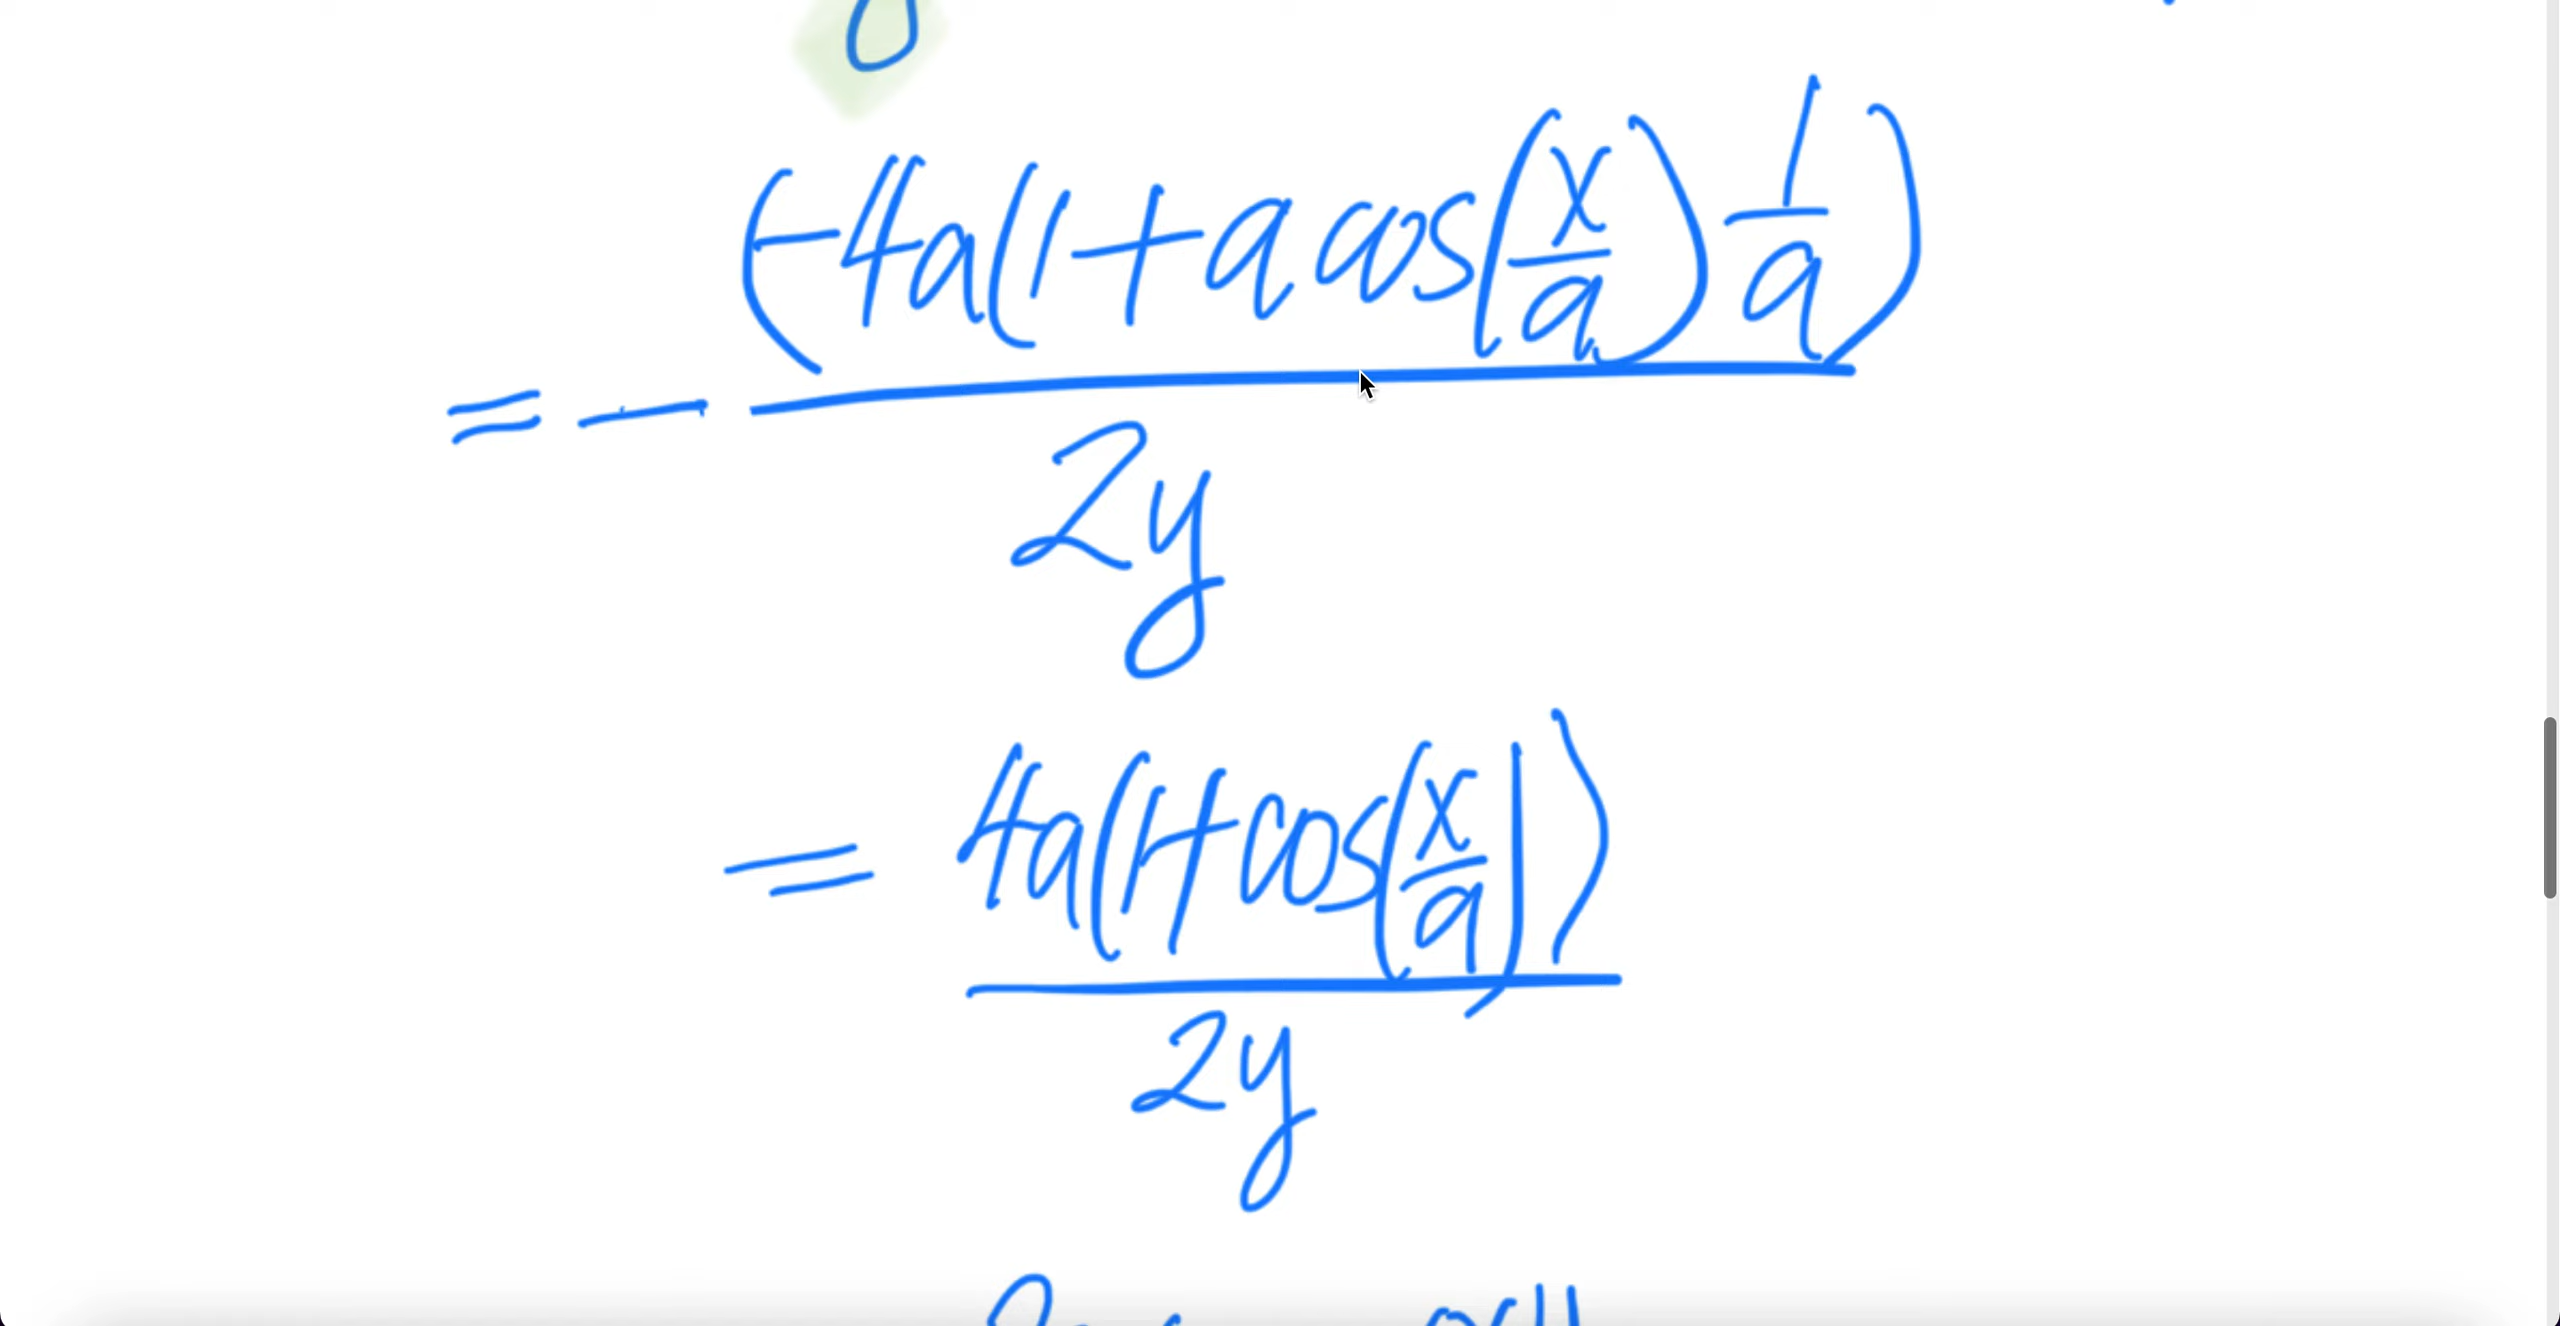 = - (-4a(1+a cos(x/a) 1/a) / 2y
= 4a(1+cos(x/a)) / 2y